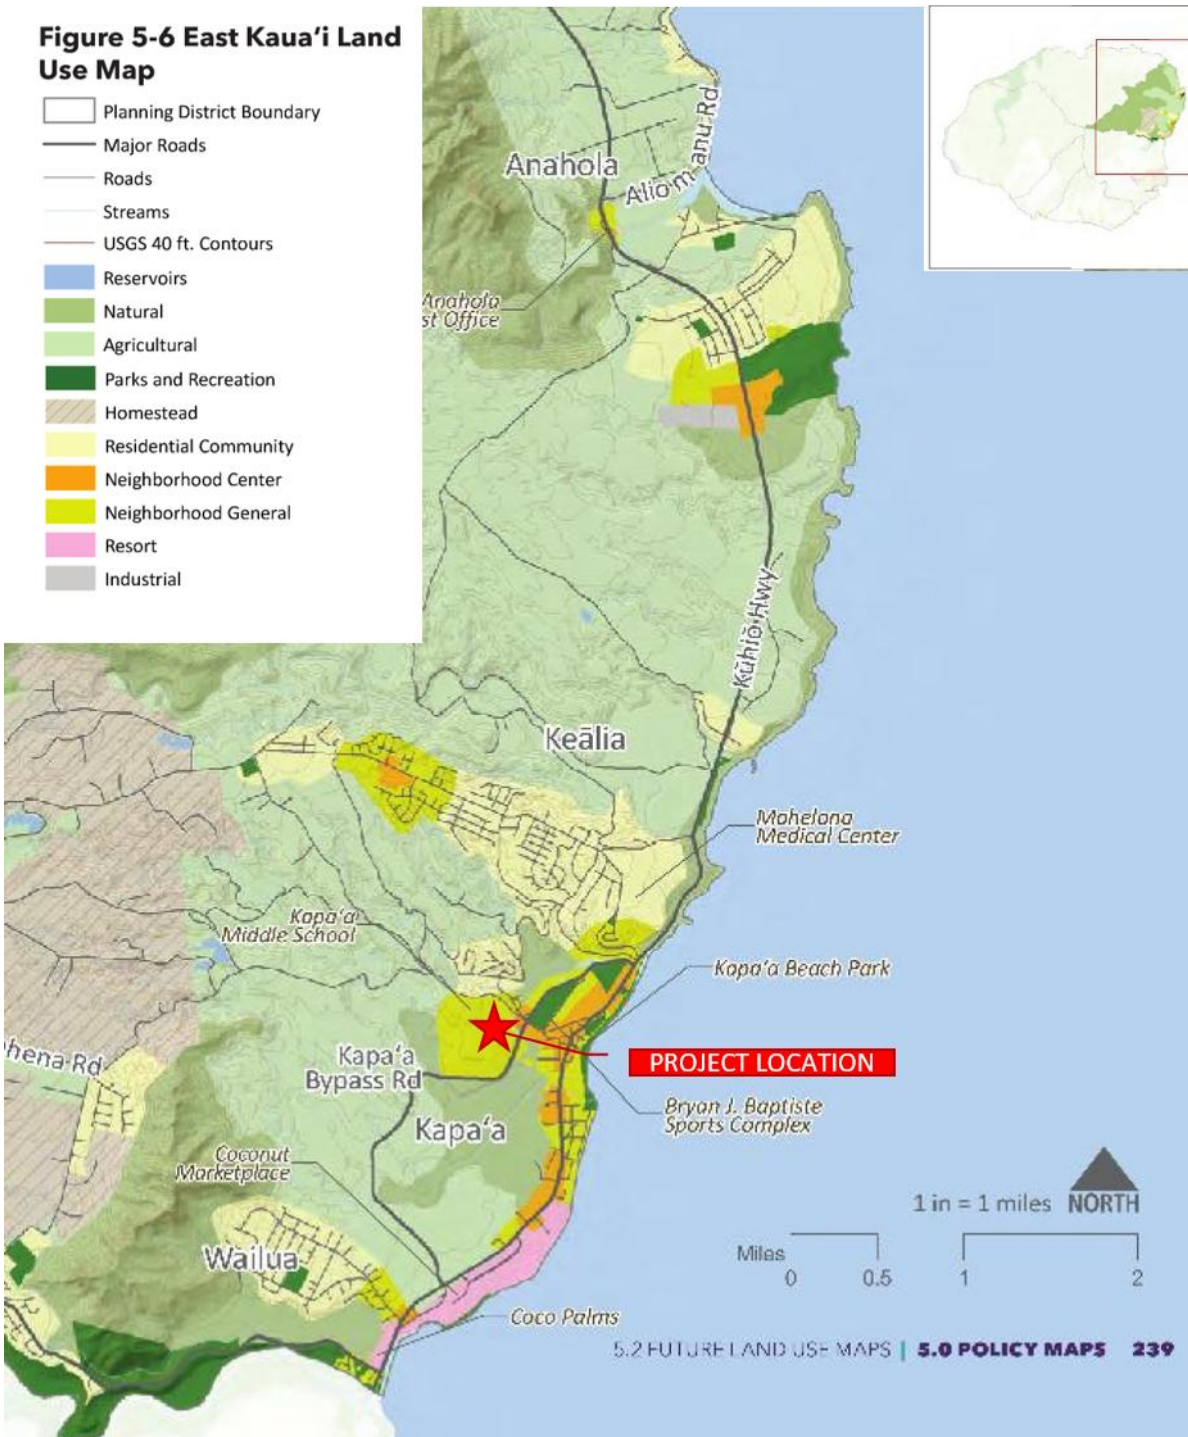 Figure 5-6 East Kaua‘i Land
Use Map
Planning District Boundary
Major Roads
Roads
Streams
USGS 40 ft. Contours
Reservoirs
Natural
Agricultural
Parks and Recreation
Homestead
Residential Community
Neighborhood Center
Neighborhood General
Resort
Industrial
Anahola
Aliomanu Rd
Anahola
st Office
Kūhiō Hwy
Keālia
Mahelona
Medical Center
Kapa‘a
Middle School
Kapa‘a Beach Park
hena Rd
Kapa‘a
Bypass Rd
PROJECT LOCATION
Bryan J. Baptiste
Sports Complex
Kapa‘a
Coconut
Marketplace
1 in = 1 miles NORTH
Wailua
Miles
0 0.5 1 2
Coco Palms
5.2 FUTURE LAND USE MAPS | 5.0 POLICY MAPS 239